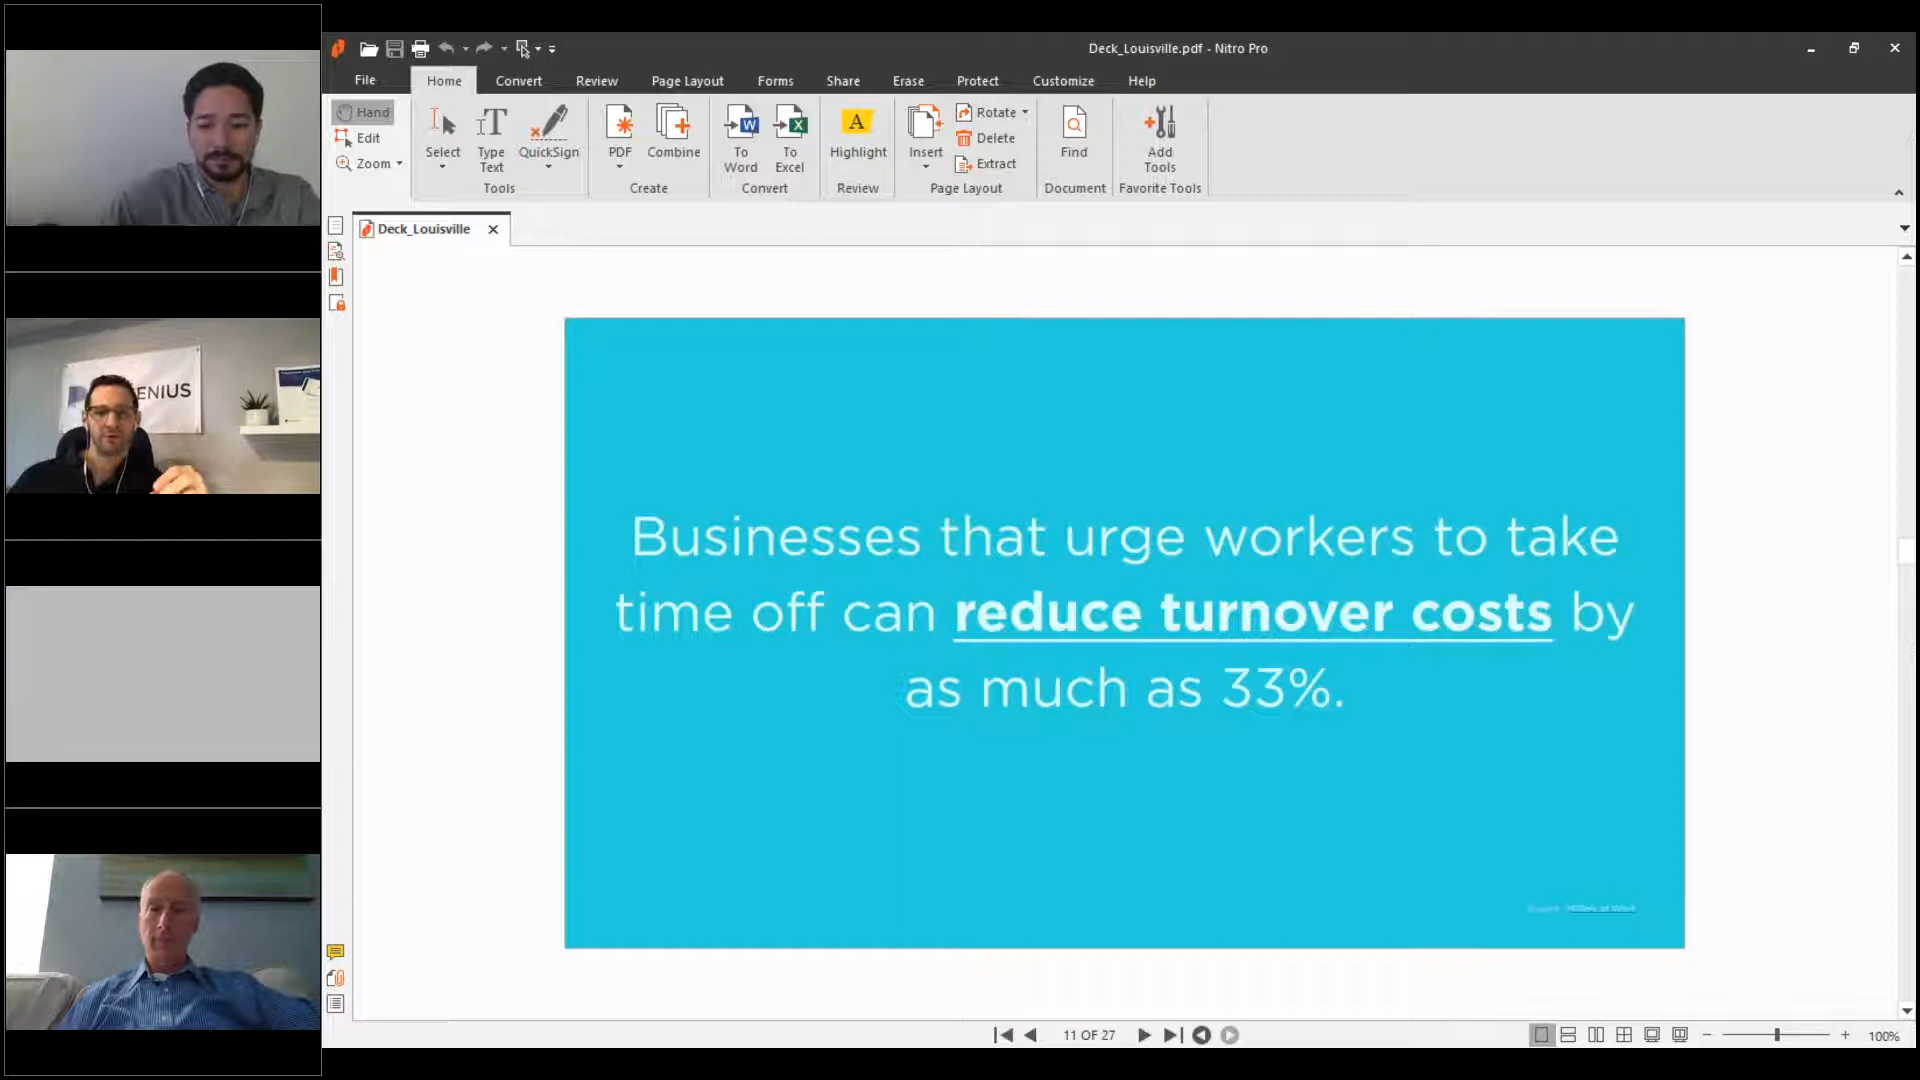 Deck_Louisville.pdf - Nitro Pro
File Home Convert Review Page Layout Forms Share Erase Protect Customize Help
Hand
Edit
Zoom
Select
Type Text
QuickSign
Tools
PDF
Combine
Create
To Word
To Excel
Convert
Highlight
Review
Insert
Rotate
Delete
Extract
Page Layout
Find
Document
Add Tools
Favorite Tools
Deck_Louisville
ENIUS
Businesses that urge workers to take
time off can reduce turnover costs by
as much as 33%.
11 OF 27
100%